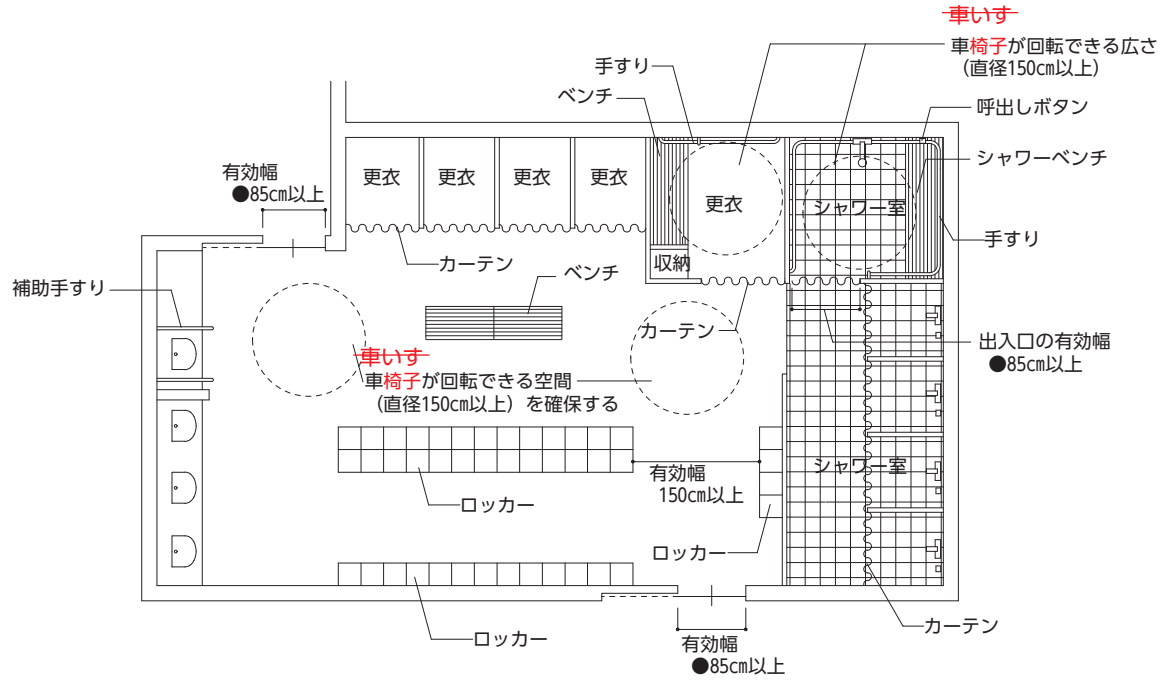 車いす
車椅子が回転できる広さ
（直径150cm以上）
手すり
ベンチ
呼出しボタン
シャワーベンチ
有効幅
●85cm以上
更衣
更衣
更衣
更衣
更衣
シャワー室
手すり
カーテン
収納
ベンチ
補助手すり
カーテン
出入口の有効幅
●85cm以上
車いす
車椅子が回転できる空間
（直径150cm以上）を確保する
有効幅
150cm以上
シャワー室
ロッカー
ロッカー
カーテン
ロッカー
有効幅
●85cm以上